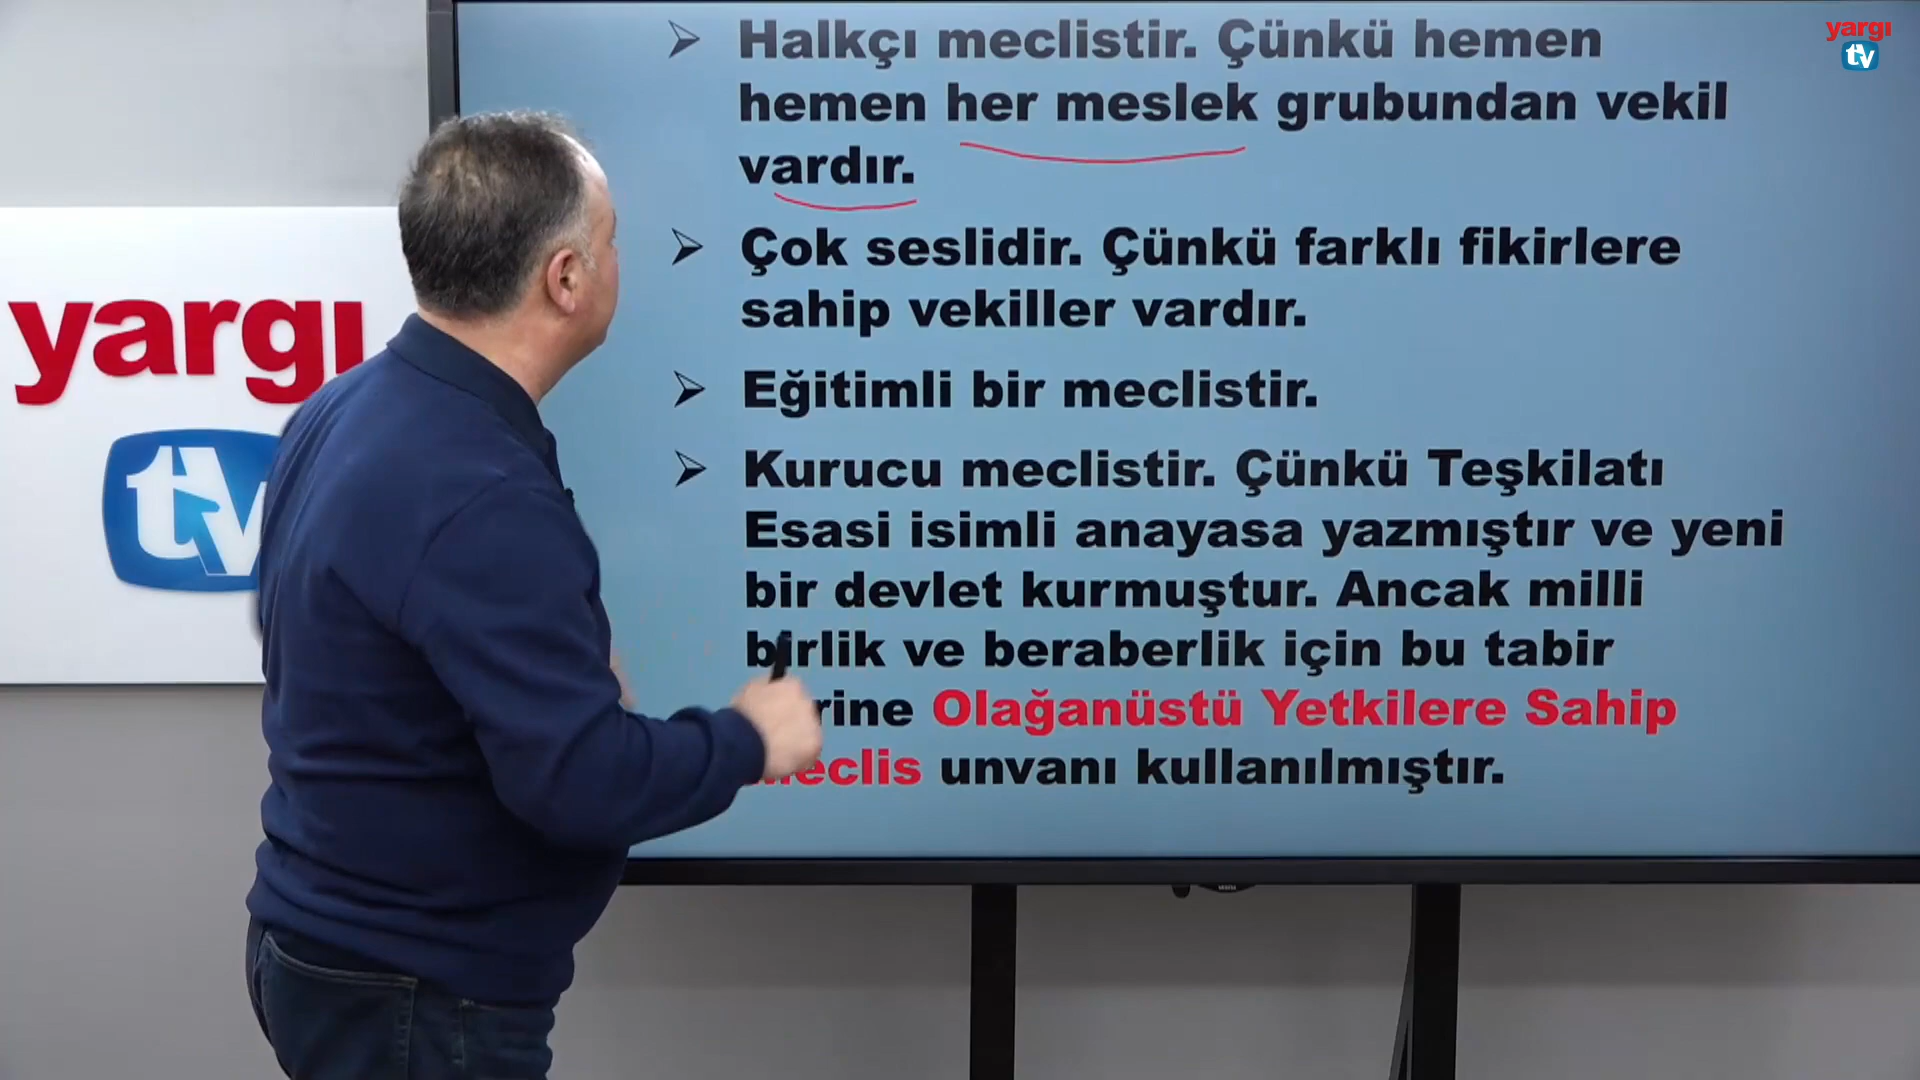 Halkçı meclistir. Çünkü hemen
hemen her meslek grubundan vekil
vardır.
Çok seslidir. Çünkü farklı fikirlere
sahip vekiller vardır.
Eğitimli bir meclistir.
Kurucu meclistir. Çünkü Teşkilatı
Esasi isimli anayasa yazmıştır ve yeni
bir devlet kurmuştur. Ancak milli
birlik ve beraberlik için bu tabir
Olağanüstü Yetkilere Sahip
unvanı kullanılmıştır.
yargı
tv
yargı
tv